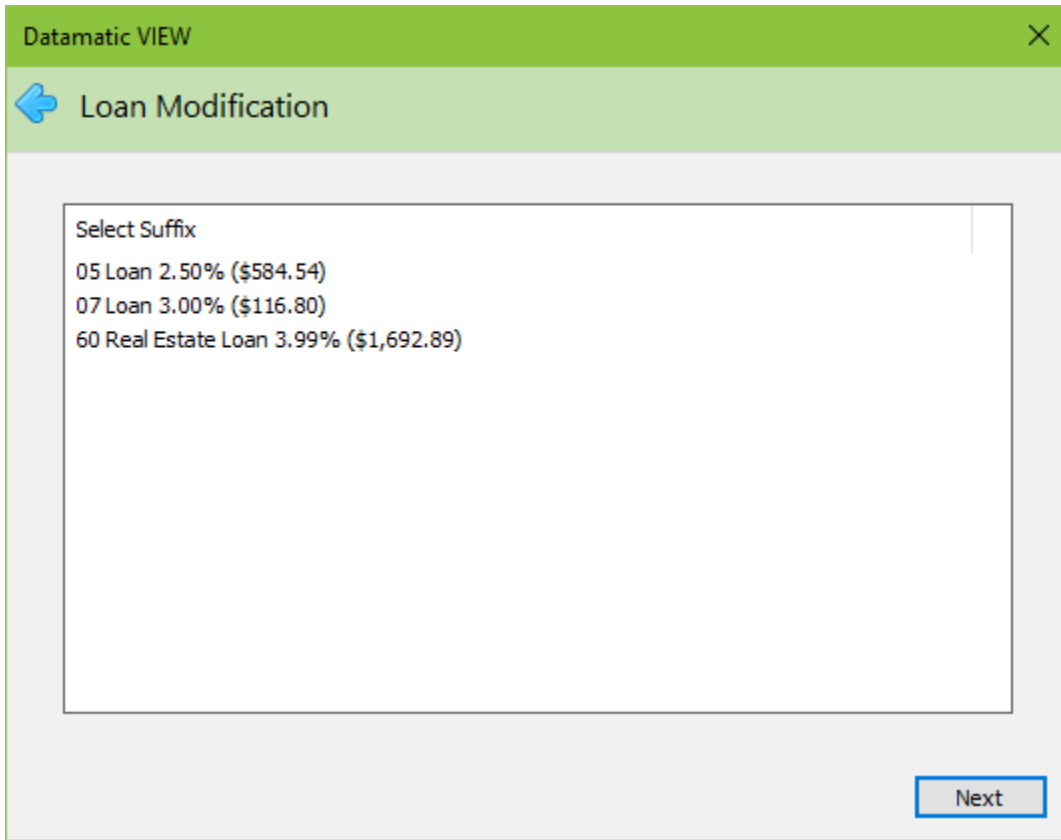 Datamatic VIEW
Loan Modification
Select Suffix
05 Loan 2.50% ($584.54)
07 Loan 3.00% ($116.80)
60 Real Estate Loan 3.99% ($1,692.89)
Next